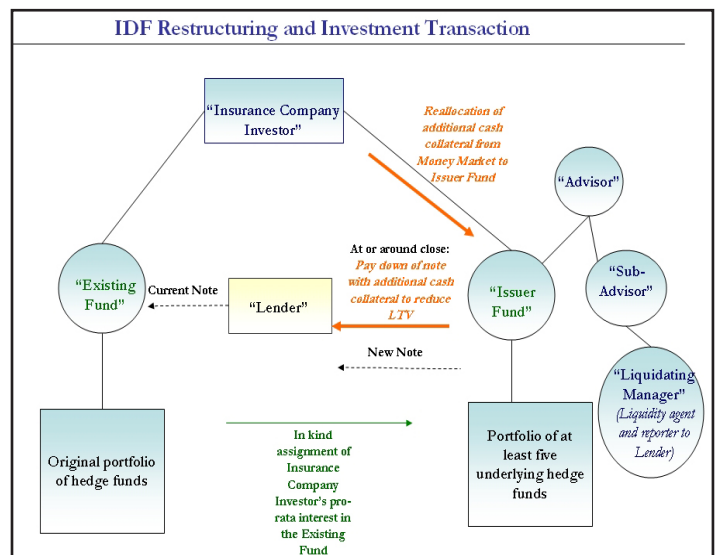 IDF Restructuring and Investment Transaction
“Insurance Company
Investor”
Reallocation of
additional cash
collateral from
Money Market to
Issuer Fund
“Advisor”
“Existing
Fund”
Current Note
“Lender”
At or around close:
Pay down of note
with additional cash
collateral to reduce
LTV
“Issuer
Fund”
“Sub-
Advisor”
New Note
“Liquidating
Manager”
(Liquidity agent
and reporter to
Lender)
Original portfolio
of hedge funds
In kind
assignment of
Insurance
Company
Investor’s pro-
rata interest in
the Existing
Fund
Portfolio of at
least five
underlying hedge
funds